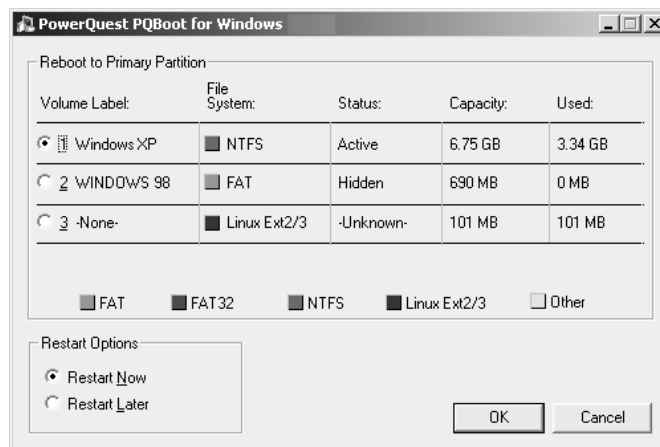 PowerQuest PQBoot for Windows
Reboot to Primary Partition
Volume Label: File System: Status: Capacity: Used:
1 Windows XP NTFS Active 6.75 GB 3.34 GB
2 WINDOWS 98 FAT Hidden 690 MB 0 MB
3 -None- Linux Ext2/3 -Unknown- 101 MB 101 MB
FAT FAT32 NTFS Linux Ext2/3 Other
Restart Options
Restart Now
Restart Later
OK Cancel